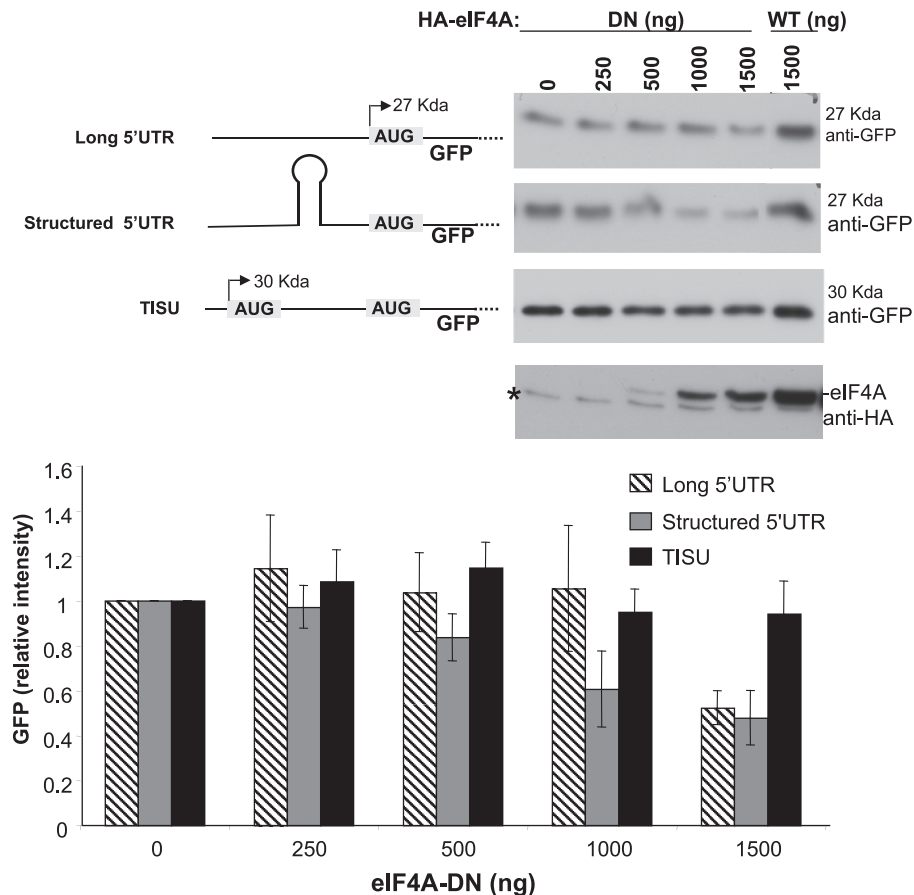 HA-eIF4A: DN (ng) WT (ng)
0 250 500 1000 1500 1500
Long 5'UTR
27 Kda
AUG
GFP
27 Kda
anti-GFP
Structured 5'UTR
AUG
GFP
27 Kda
anti-GFP
TISU
30 Kda
AUG AUG
GFP
30 Kda
anti-GFP
*
-eIF4A
anti-HA
GFP (relative intensity)
1.6
1.4
1.2
1
0.8
0.6
0.4
0.2
0
Long 5'UTR
Structured 5'UTR
TISU
0 250 500 1000 1500
eIF4A-DN (ng)